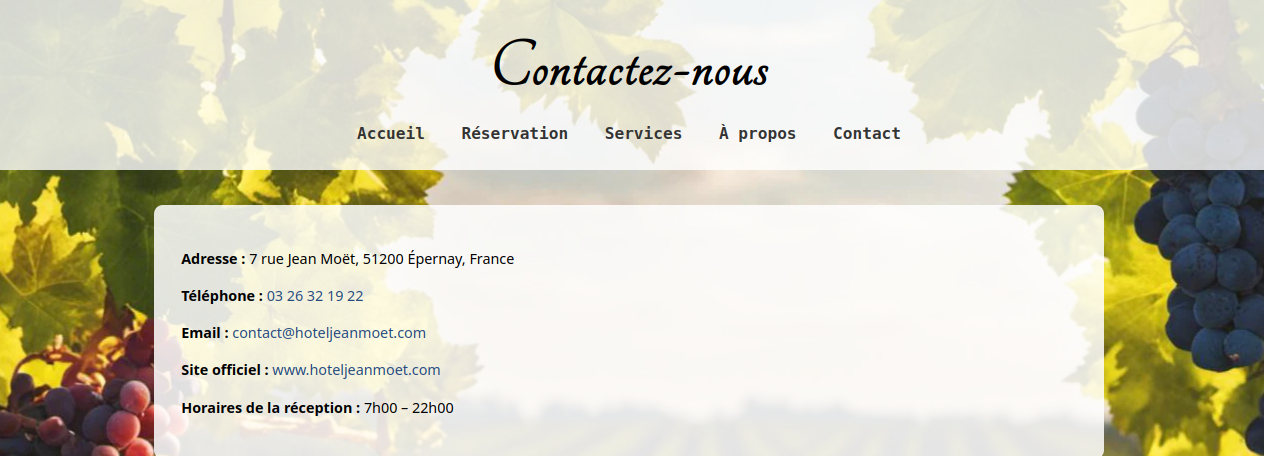 Contactez-nous
Accueil Réservation Services À propos Contact
Adresse : 7 rue Jean Moët, 51200 Épernay, France
Téléphone : 03 26 32 19 22
Email : contact@hoteljeanmoet.com
Site officiel : www.hoteljeanmoet.com
Horaires de la réception : 7h00 – 22h00